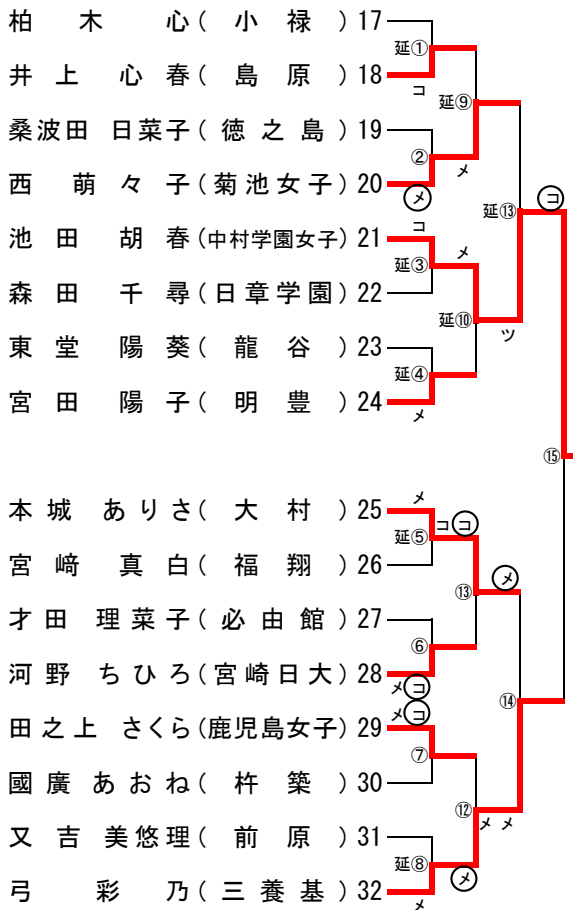 柏木 心(小禄)17
延①
井上心春(島原)18
コ
延⑨
桑波田 日菜子(徳之島)19
②
メ
西 萌々子(菊池女子)20
メ
延⑬
コ
池田胡春(中村学園女子)21
コ
メ
延③
森田千尋(日章学園)22
延⑩
ツ
東堂陽葵(龍谷)23
延④
宮田陽子(明豊)24
メ
⑮
本城ありさ(大村)25
メ
延⑤
ココ
宮﨑真白(福翔)26
メ
⑬
才田理菜子(必由館)27
⑥
河野ちひろ(宮崎日大)28
メコ
⑭
田之上さくら(鹿児島女子)29
メコ
⑦
國廣あおね(杵築)30
⑫
メメ
又吉美悠理(前原)31
延⑧
メ
弓 彩乃(三養基)32
メ